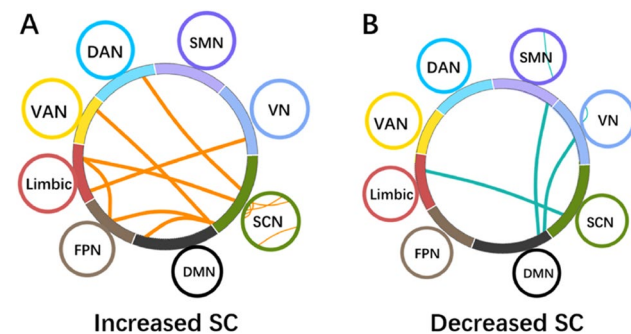 A
DAN
SMN
VAN
VN
Limbic
SCN
FPN
DMN
Increased SC
B
SMN
DAN
VN
VAN
Limbic
SCN
FPN
DMN
Decreased SC